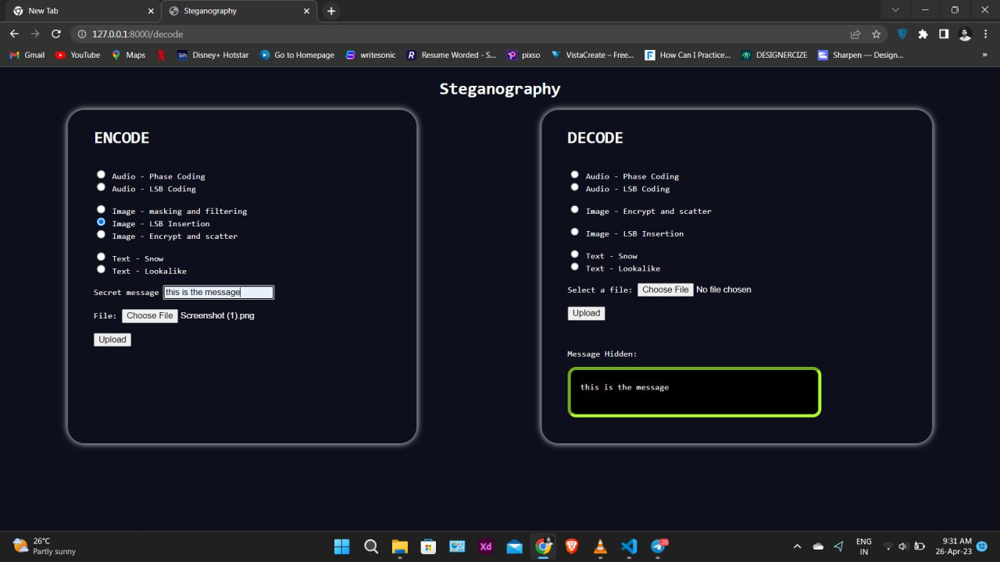 New Tab
Steganography
127.0.0.1:8000/decode
Gmail
YouTube
Maps
Disney+ Hotstar
Go to Homepage
writesonic
Resume Worded - S...
pixso
VistaCreate – Free...
How Can I Practice...
DESIGNERCIZE
Sharpen — Design...
»
Steganography
ENCODE
Audio - Phase Coding
Audio - LSB Coding
Image - masking and filtering
Image - LSB Insertion
Image - Encrypt and scatter
Text - Snow
Text - Lookalike
Secret message this is the message
File: Choose File Screenshot (1).png
Upload
DECODE
Audio - Phase Coding
Audio - LSB Coding
Image - Encrypt and scatter
Image - LSB Insertion
Text - Snow
Text - Lookalike
Select a file: Choose File No file chosen
Upload
Message Hidden:
this is the message
26°C
Partly sunny
Xd
ENG
IN
9:31 AM
26-Apr-23
12